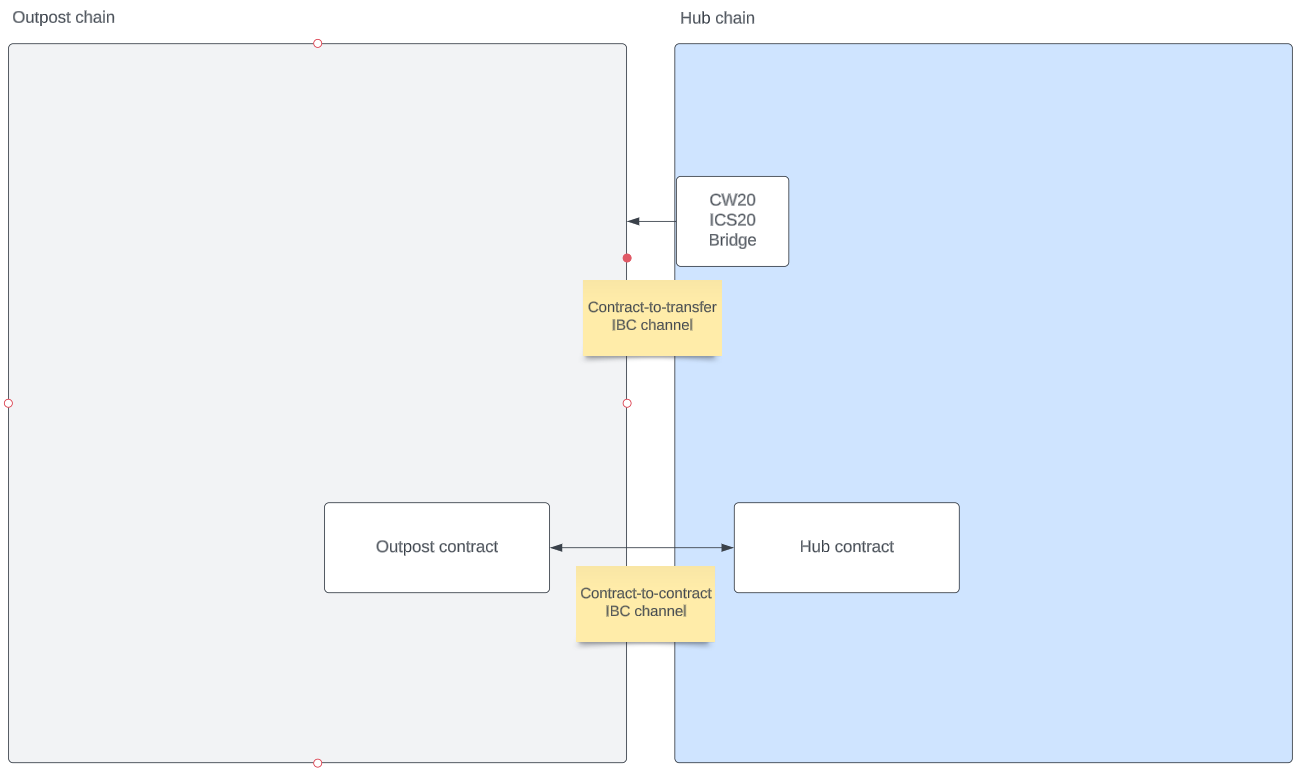 Outpost chain
Hub chain
CW20
ICS20
Bridge
Contract-to-transfer
IBC channel
Outpost contract
Hub contract
Contract-to-contract
IBC channel